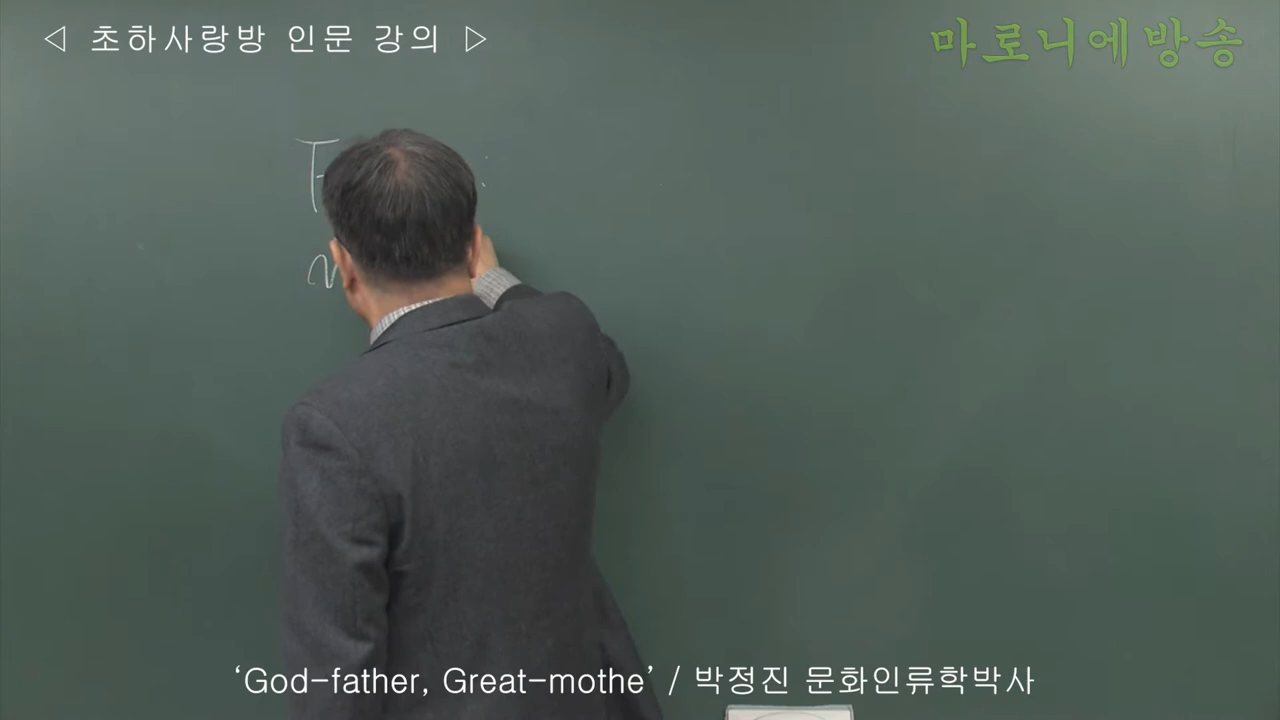 ◁ 초하사랑방 인문 강의 ▷
마로니에방송
F
m
‘God-father, Great-mothe’ / 박정진 문화인류학박사